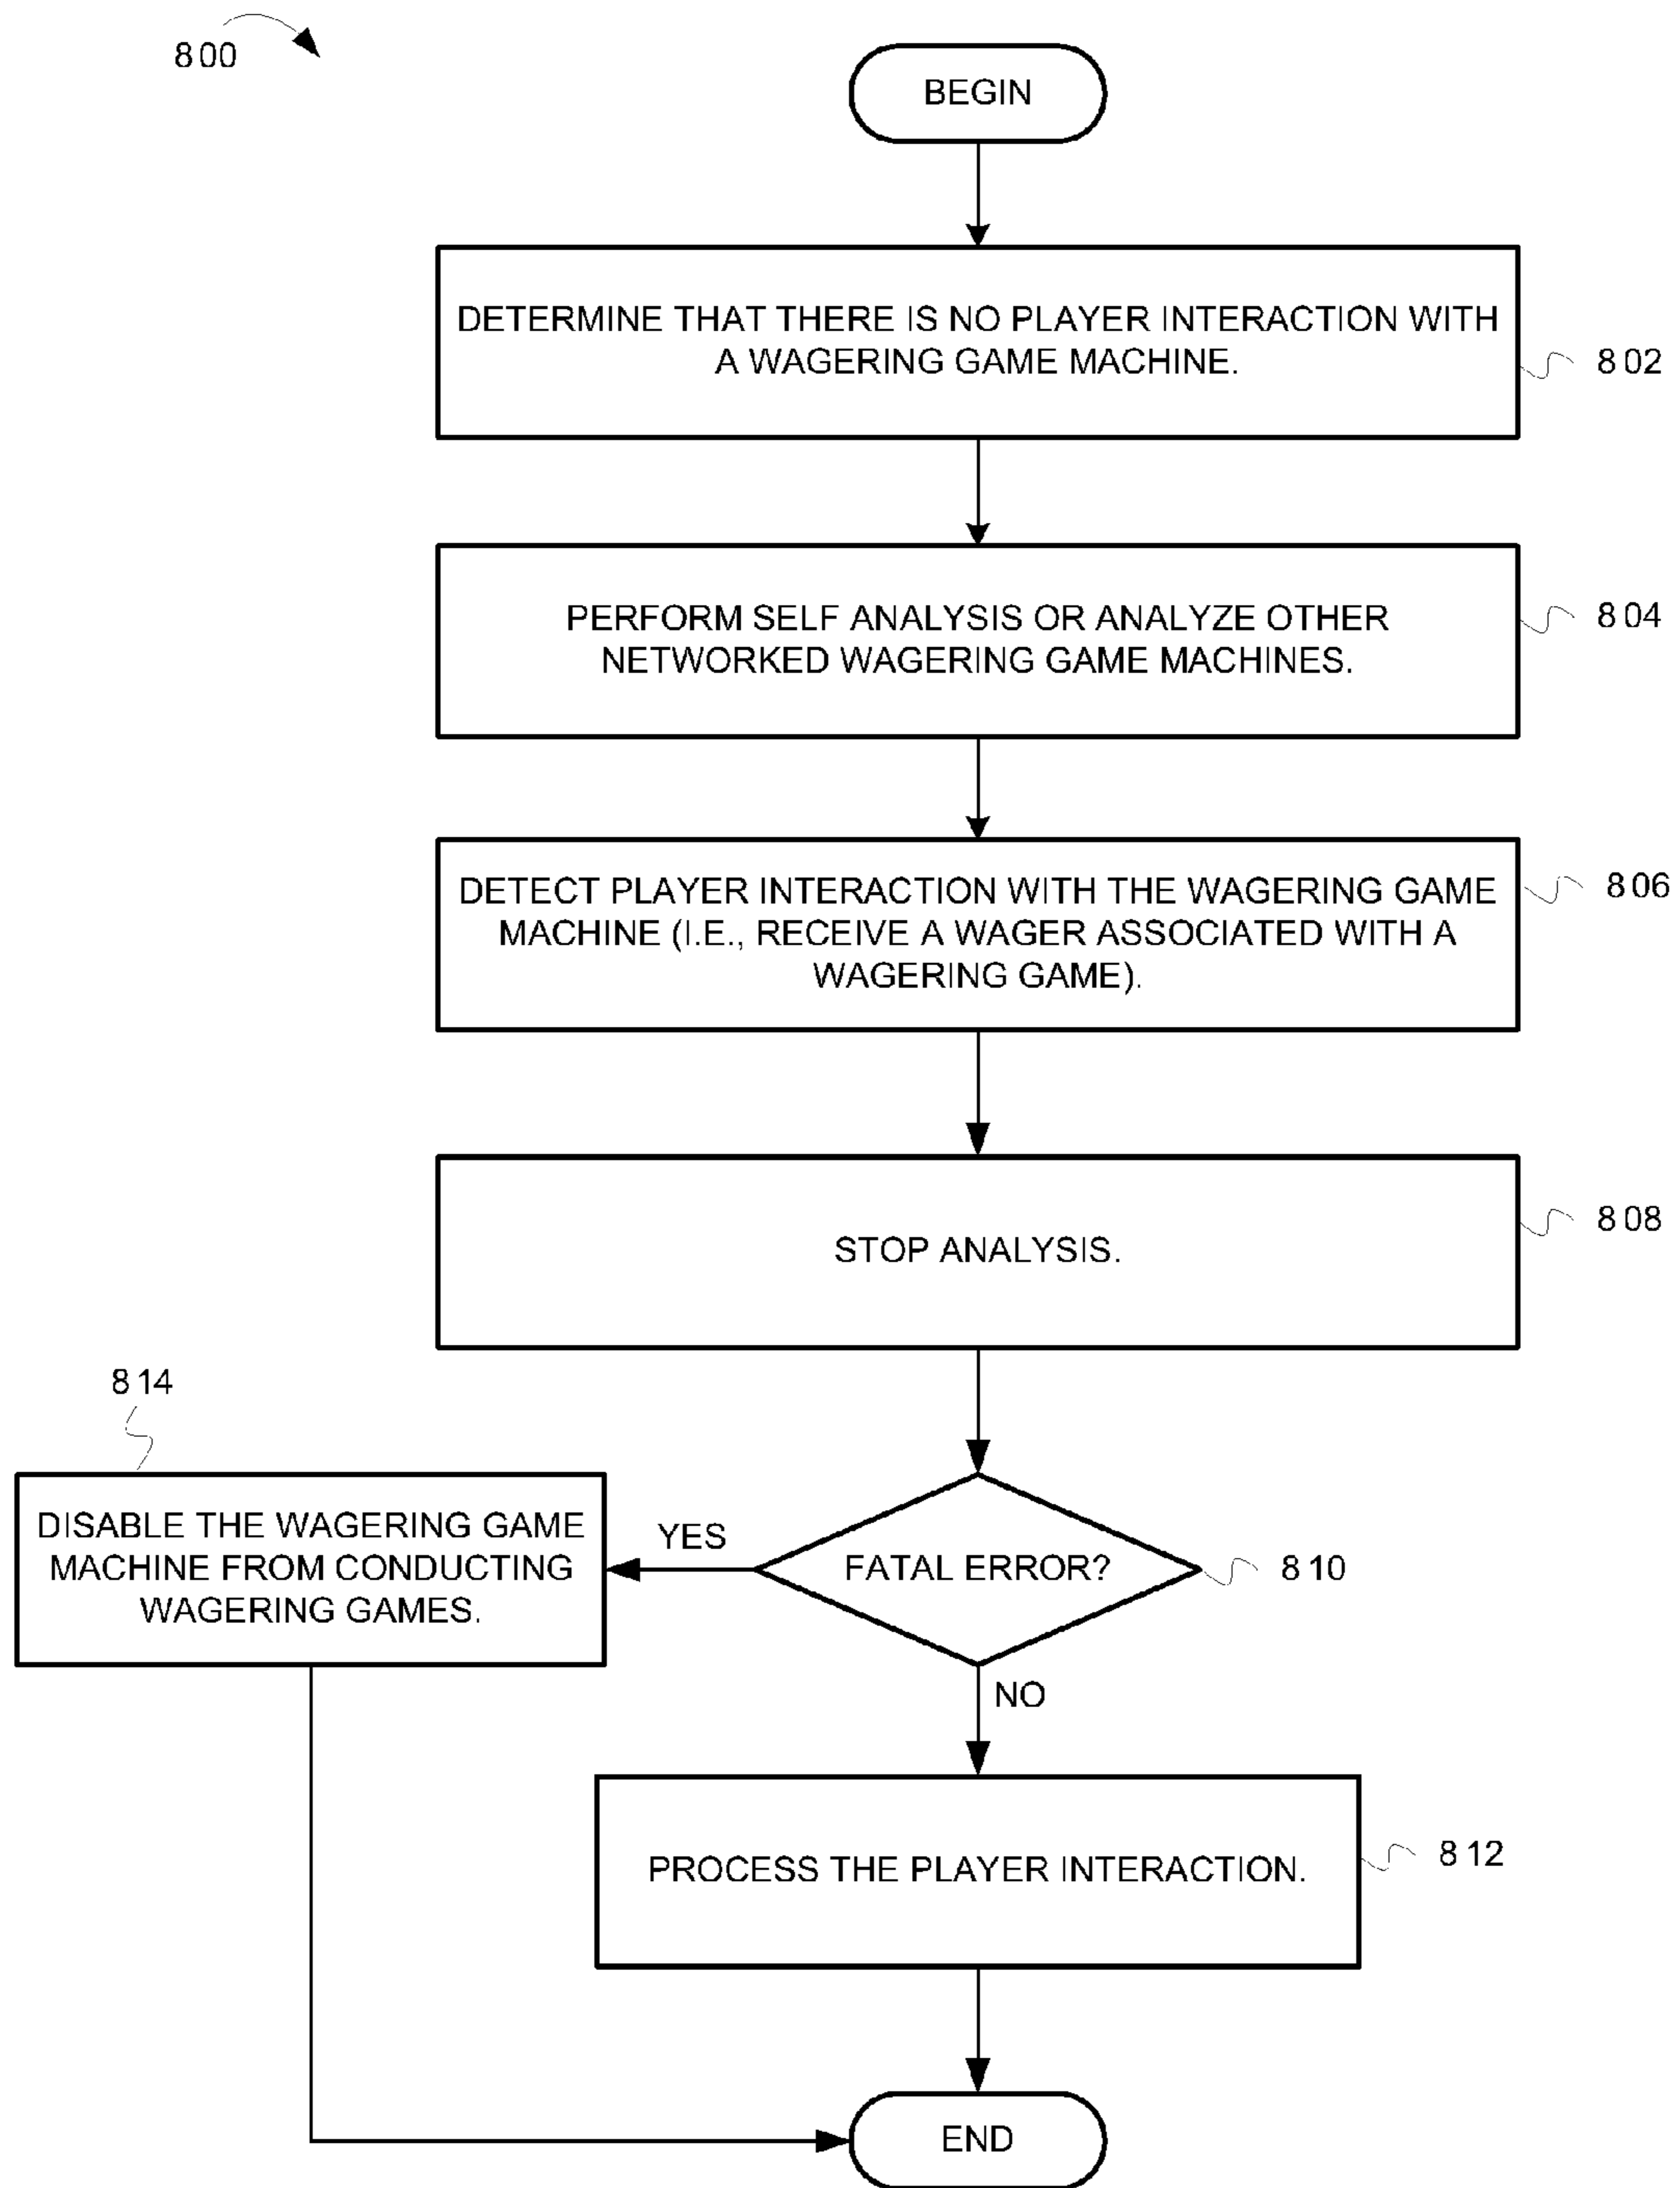 800
BEGIN
DETERMINE THAT THERE IS NO PLAYER INTERACTION WITH
A WAGERING GAME MACHINE.
802
PERFORM SELF ANALYSIS OR ANALYZE OTHER
NETWORKED WAGERING GAME MACHINES.
804
DETECT PLAYER INTERACTION WITH THE WAGERING GAME
MACHINE (I.E., RECEIVE A WAGER ASSOCIATED WITH A
WAGERING GAME).
806
STOP ANALYSIS.
808
814
DISABLE THE WAGERING GAME
MACHINE FROM CONDUCTING
WAGERING GAMES.
YES
FATAL ERROR?
810
NO
PROCESS THE PLAYER INTERACTION.
812
END